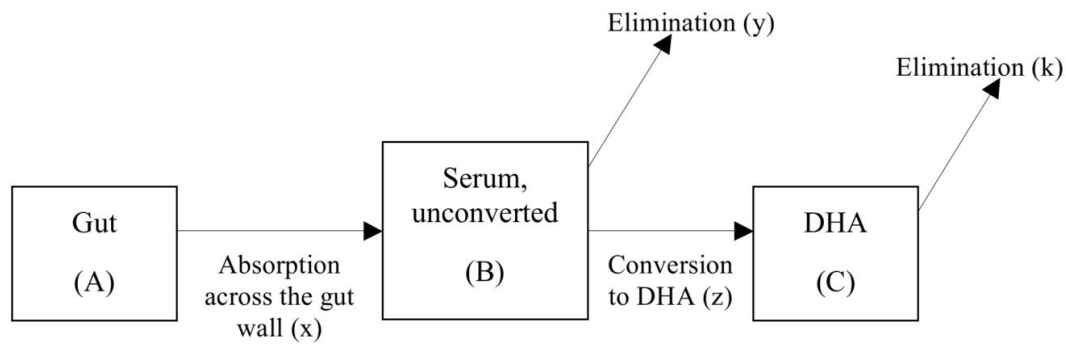 Elimination (y)
Elimination (k)
Gut
(A)
Absorption
across the gut
wall (x)
Serum,
unconverted
(B)
Conversion
to DHA (z)
DHA
(C)